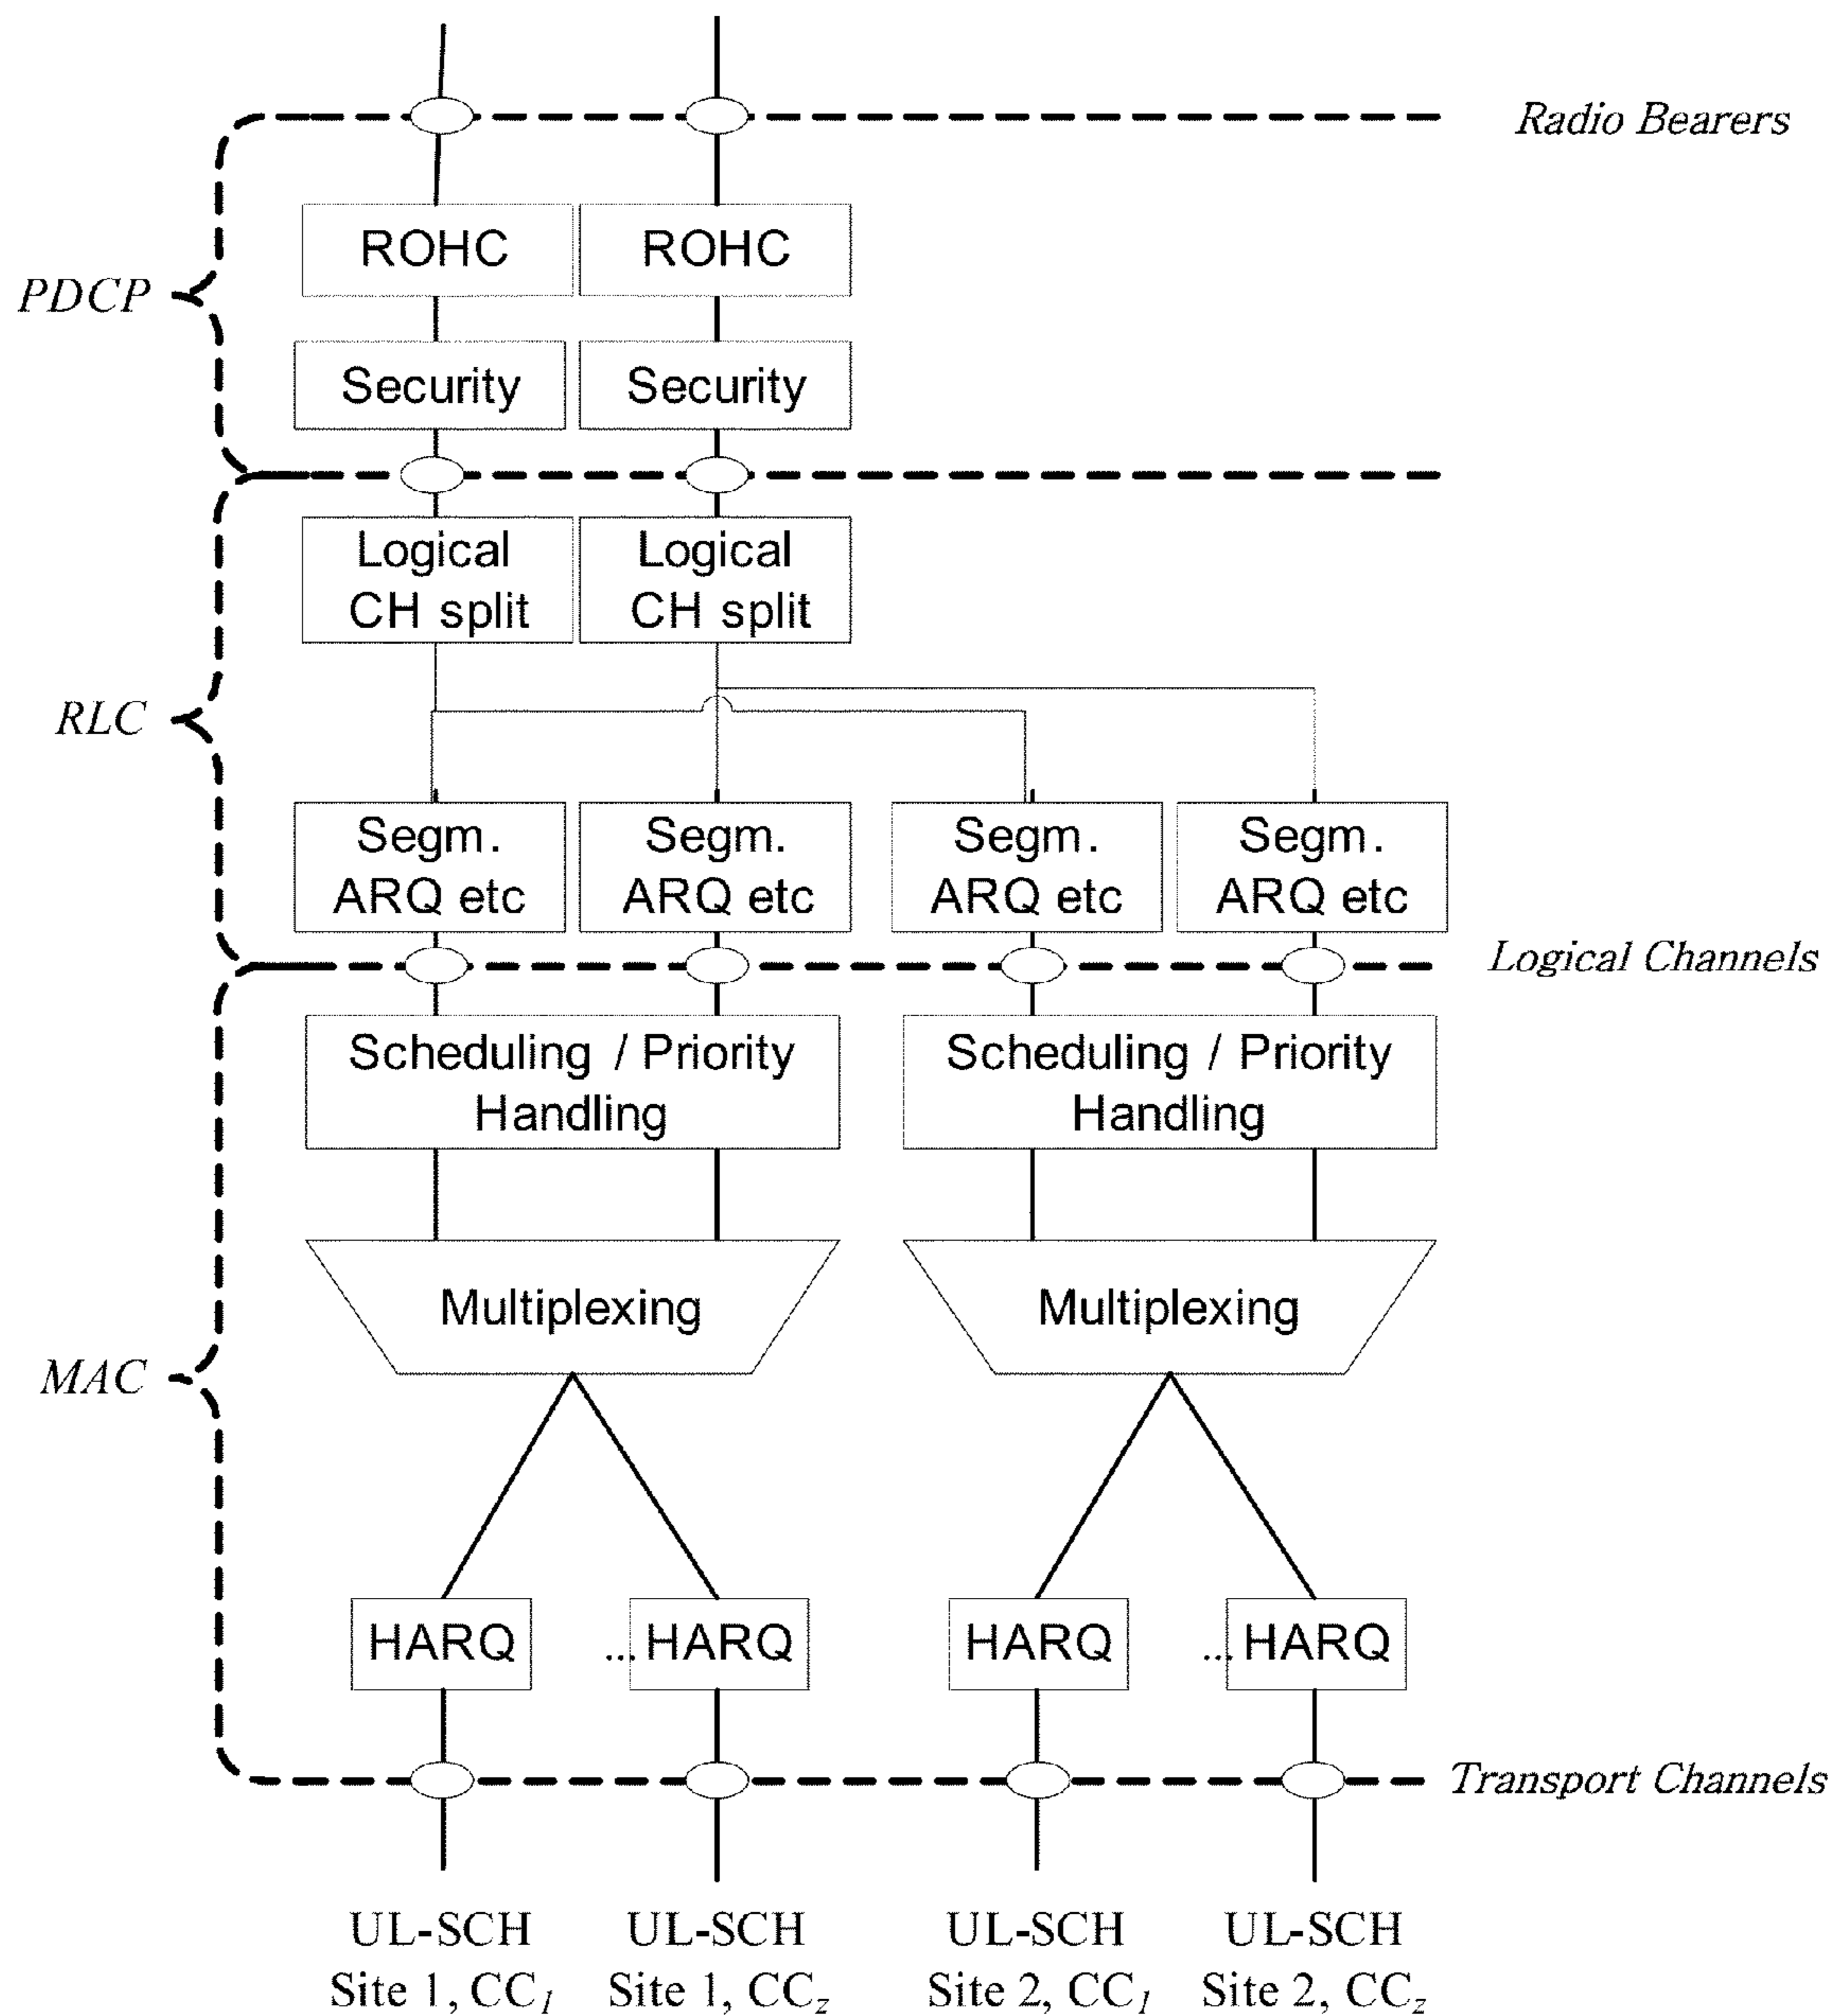 Radio Bearers
ROHC ROHC
PDCP
Security Security
Logical Logical
CH split CH split
RLC
Segm. Segm. Segm. Segm.
ARQ etc ARQ etc ARQ etc ARQ etc
Logical Channels
Scheduling / Priority Scheduling / Priority
Handling Handling
Multiplexing Multiplexing
MAC
HARQ ... HARQ HARQ ... HARQ
Transport Channels
UL-SCH UL-SCH UL-SCH UL-SCH
Site 1, CC1 Site 1, CCz Site 2, CC1 Site 2, CCz